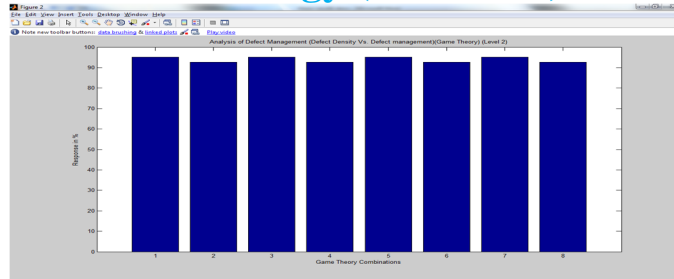 Figure 2
File Edit View Insert Tools Desktop Window Help
Note new toolbar buttons: data brushing & linked plots Play video
Analysis of Defect Management (Defect Density Vs. Defect management)(Game Theory) (Level 2)
100
90
80
70
60
50
40
30
20
10
0
Response in %
1 2 3 4 5 6 7 8
Game Theory Combinations